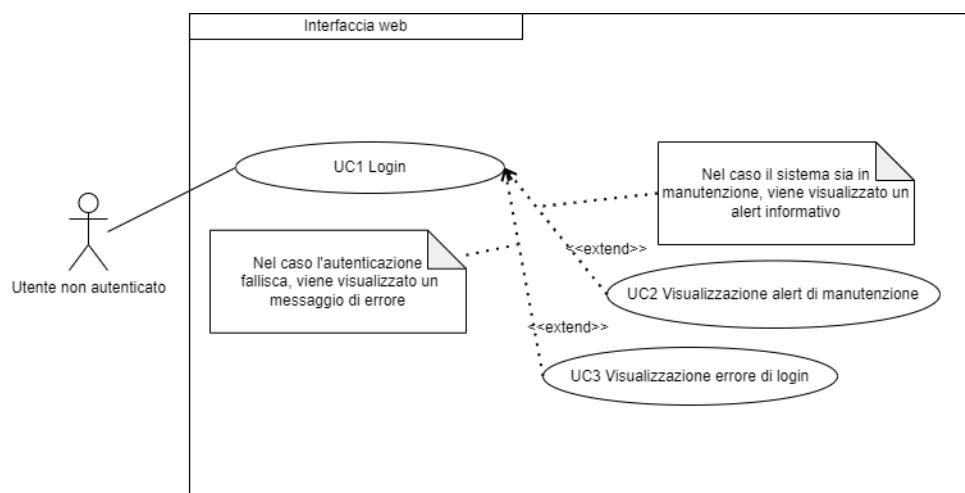 Interfaccia web
UC1 Login
Nel caso il sistema sia in
manutenzione, viene visualizzato un
alert informativo
Utente non autenticato
Nel caso l'autenticazione
fallisca, viene visualizzato un
messaggio di errore
<<extend>>
UC2 Visualizzazione alert di manutenzione
<<extend>>
UC3 Visualizzazione errore di login